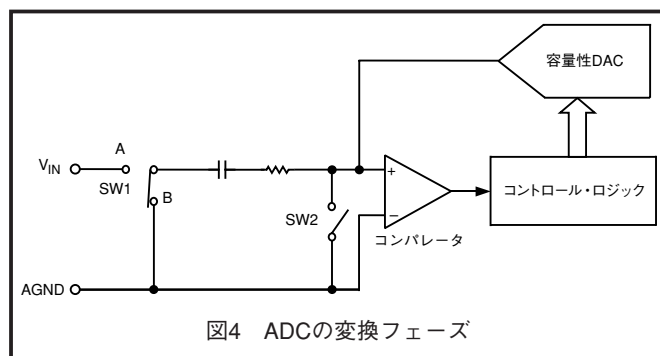 容量性DAC
A
VIN
SW1
B
+
−
SW2
コンパレータ
コントロール・ロジック
AGND
図4 ADCの変換フェーズ